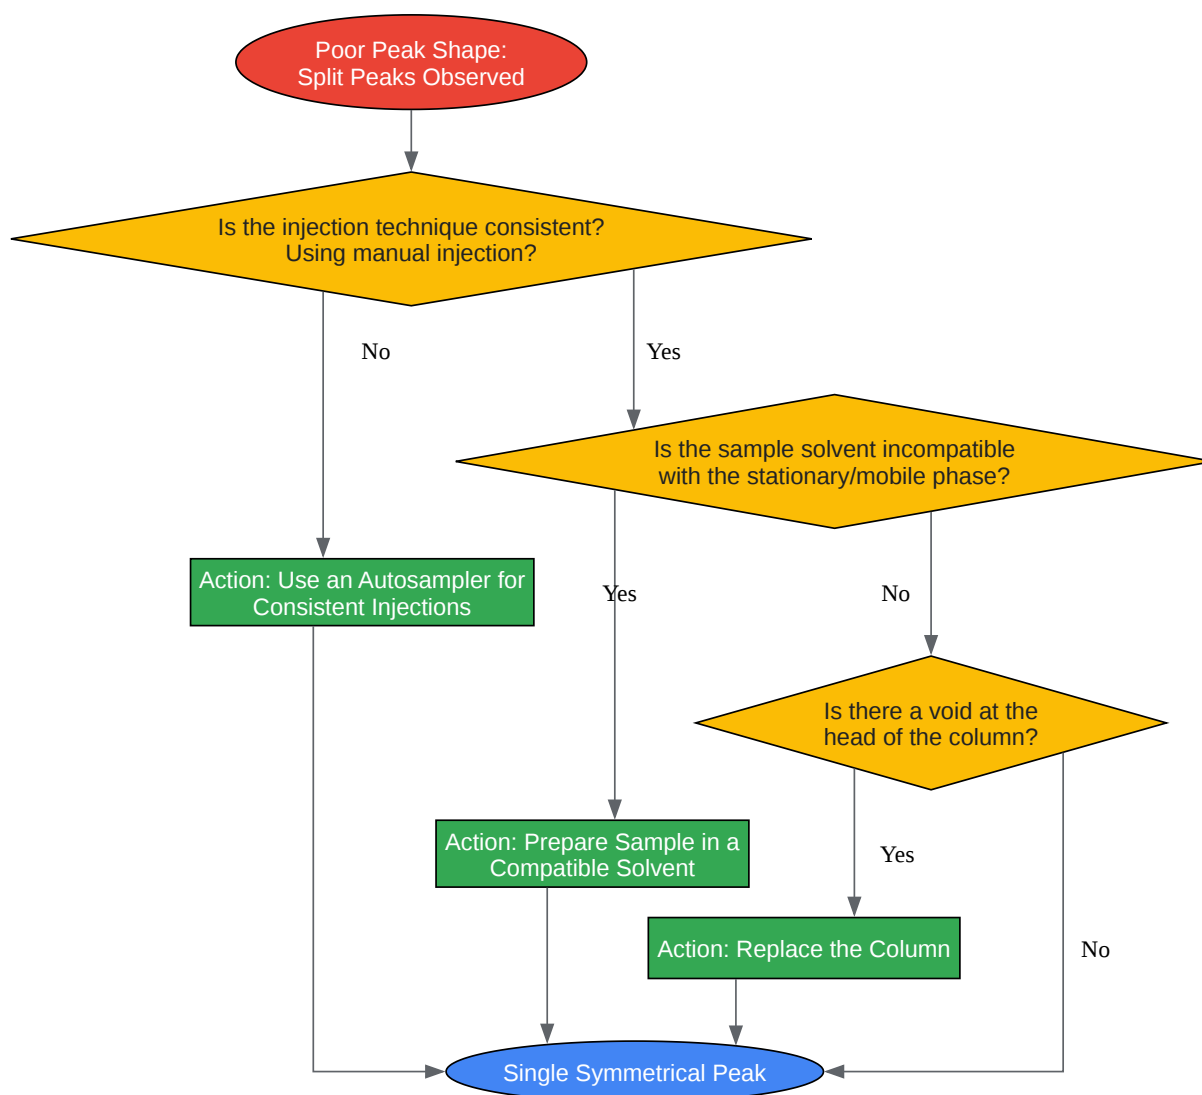 Poor Peak Shape:
Split Peaks Observed
Is the injection technique consistent?
Using manual injection?
No
Yes
Is the sample solvent incompatible
with the stationary/mobile phase?
Action: Use an Autosampler for
Consistent Injections
Yes
No
Is there a void at the
head of the column?
Action: Prepare Sample in a
Compatible Solvent
Yes
Action: Replace the Column
No
Single Symmetrical Peak